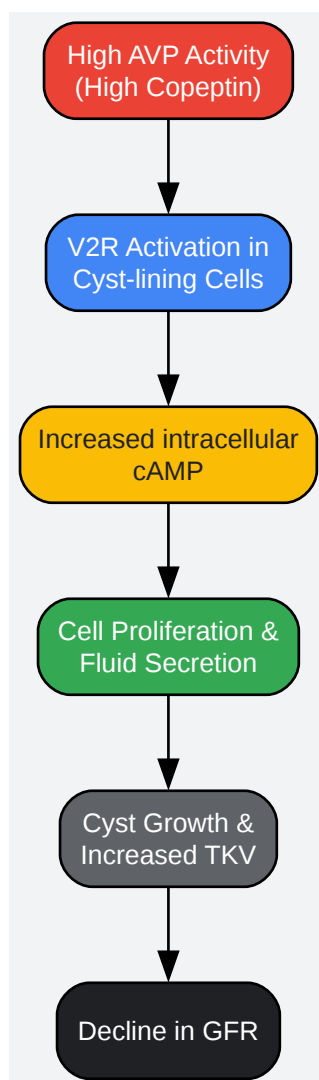 High AVP Activity
(High Copeptin)
V2R Activation in
Cyst-lining Cells
Increased intracellular
cAMP
Cell Proliferation &
Fluid Secretion
Cyst Growth &
Increased TKV
Decline in GFR